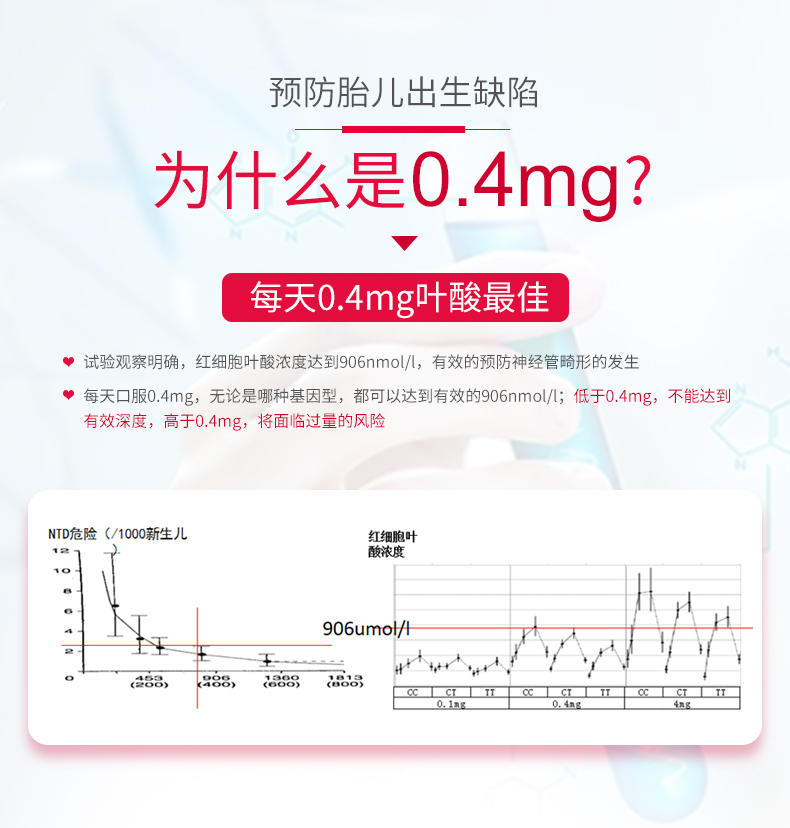 预防胎儿出生缺陷
为什么是0.4mg?
每天0.4mg叶酸最佳
试验观察明确，红细胞叶酸浓度达到906nmol/l，有效的预防神经管畸形的发生
每天口服0.4mg，无论是哪种基因型，都可以达到有效的906nmol/l；低于0.4mg，不能达到
有效深度，高于0.4mg，将面临过量的风险
NTD危险（/1000新生儿
）
12
10
8
6
4
2
0
453 906 1360 1813
(200) (400) (600) (800)
红细胞叶
酸浓度
906umol/l
CC CT TT CC CT TT CC CT TT
0.1mg 0.4mg 4mg
N
N
N
N
H